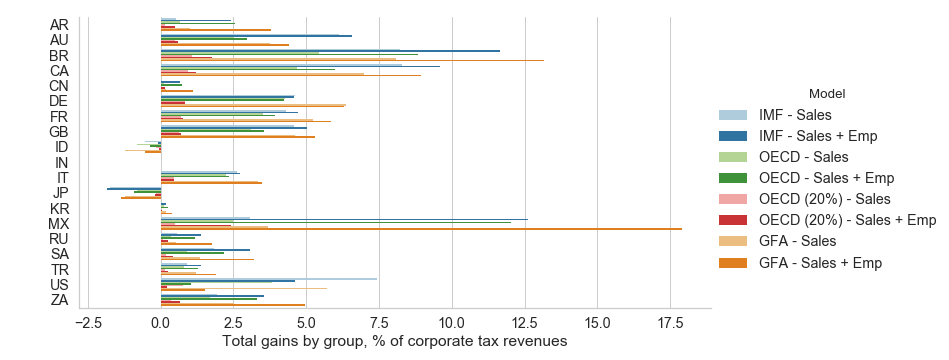 AR
AU
BR
CA
CN
DE
FR
GB
ID
IN
IT
JP
KR
MX
RU
SA
TR
US
ZA
−2.5 0.0 2.5 5.0 7.5 10.0 12.5 15.0 17.5
Total gains by group, % of corporate tax revenues
Model
IMF - Sales
IMF - Sales + Emp
OECD - Sales
OECD - Sales + Emp
OECD (20%) - Sales
OECD (20%) - Sales + Emp
GFA - Sales
GFA - Sales + Emp